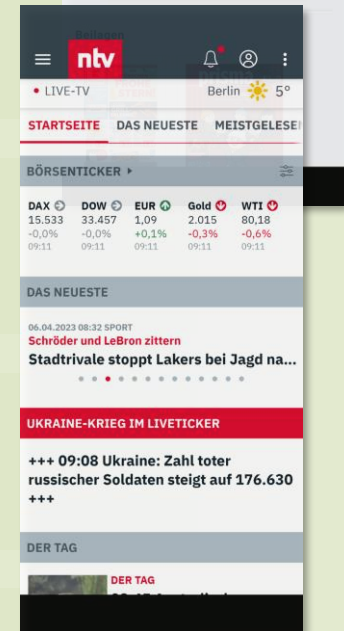 Beilagen
ntv
• LIVE-TV Berlin 5°
STARTSEITE DAS NEUESTE MEISTGELESEN
BÖRSENTICKER
DAX DOW EUR Gold WTI
15.533 33.457 1,09 2.015 80,18
-0,0% -0,0% +0,1% -0,3% -0,6%
09:11 09:11 09:11 09:11 09:11
DAS NEUESTE
06.04.2023 08:32 SPORT
Schröder und LeBron zittern
Stadtrivale stoppt Lakers bei Jagd na...
UKRAINE-KRIEG IM LIVETICKER
+++ 09:08 Ukraine: Zahl toter
russischer Soldaten steigt auf 176.630
+++
DER TAG
DER TAG